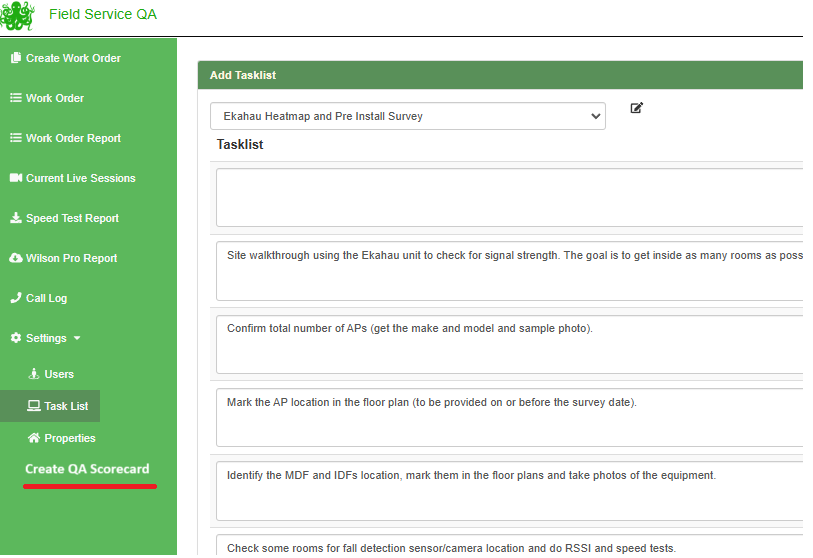 Field Service QA
Create Work Order
Work Order
Work Order Report
Current Live Sessions
Speed Test Report
Wilson Pro Report
Call Log
Settings
Users
Task List
Properties
Create QA Scorecard
Add Tasklist
Ekahau Heatmap and Pre Install Survey
Tasklist
Site walkthrough using the Ekahau unit to check for signal strength. The goal is to get inside as many rooms as poss
Confirm total number of APs (get the make and model and sample photo).
Mark the AP location in the floor plan (to be provided on or before the survey date).
Identify the MDF and IDFs location, mark them in the floor plans and take photos of the equipment.
Check some rooms for fall detection sensor/camera location and do RSSI and speed tests.